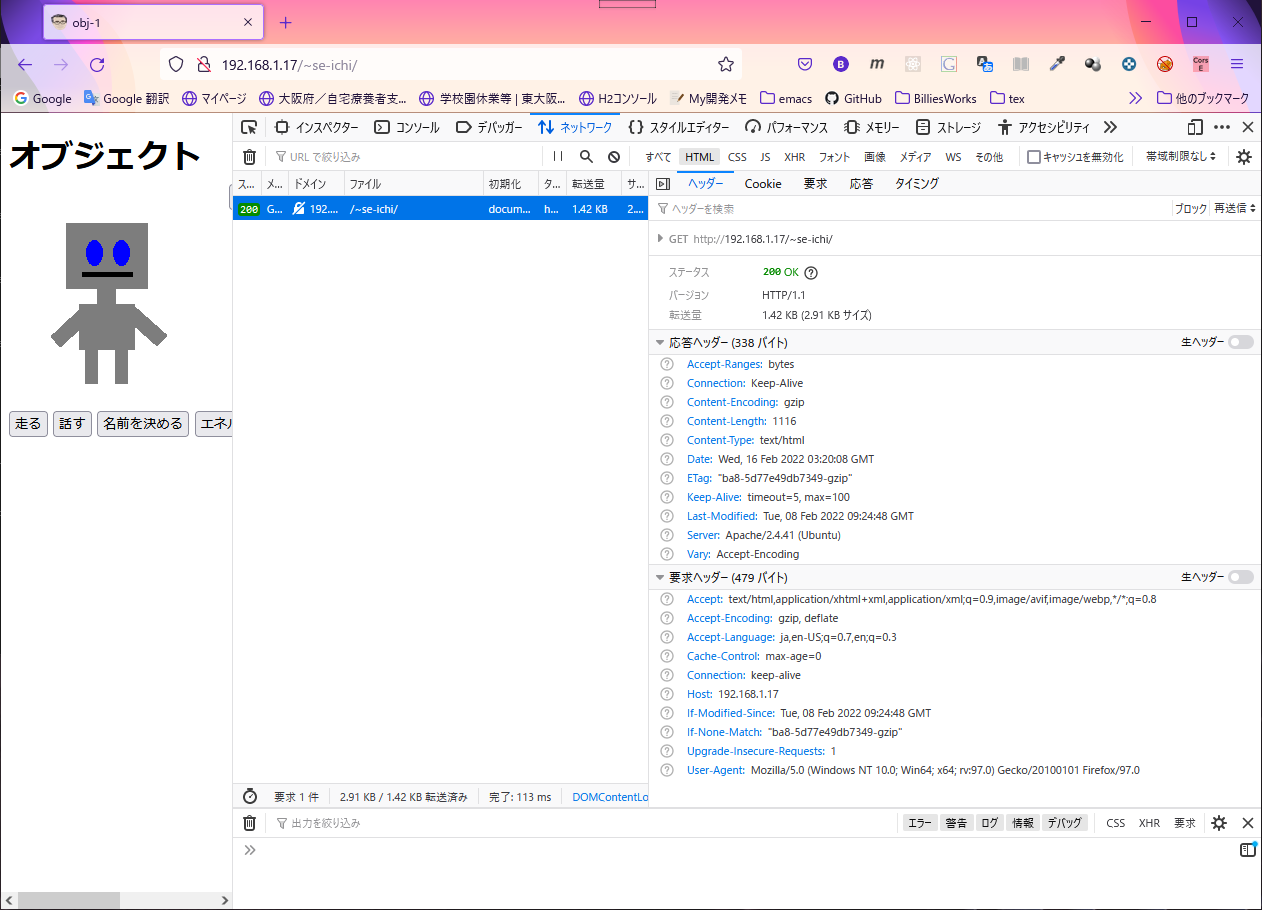 obj-1
192.168.1.17/~se-ichi/
Google Google 翻訳 マイページ 大阪府／自宅療養者支... 学校園休業等 | 東大阪... H2コンソール My開発メモ emacs GitHub BilliesWorks tex 他のブックマーク
オブジェクト
走る 話す 名前を決める エネル
インスペクター コンソール デバッガー ネットワーク スタイルエディター パフォーマンス メモリー ストレージ アクセシビリティ
URL で絞り込み すべて HTML CSS JS XHR フォント 画像 メディア WS その他 キャッシュを無効化 帯域制限なし
ス... メ... ドメイン ファイル 初期化 タ... 転送量 サ...
200 G... 192.... /~se-ichi/ docum... h... 1.42 KB 2....
ヘッダー Cookie 要求 応答 タイミング
ヘッダーを検索 ブロック 再送信
GET http://192.168.1.17/~se-ichi/
ステータス 200 OK
バージョン HTTP/1.1
転送量 1.42 KB (2.91 KB サイズ)
応答ヘッダー (338 バイト) 生ヘッダー
Accept-Ranges: bytes
Connection: Keep-Alive
Content-Encoding: gzip
Content-Length: 1116
Content-Type: text/html
Date: Wed, 16 Feb 2022 03:20:08 GMT
ETag: "ba8-5d77e49db7349-gzip"
Keep-Alive: timeout=5, max=100
Last-Modified: Tue, 08 Feb 2022 09:24:48 GMT
Server: Apache/2.4.41 (Ubuntu)
Vary: Accept-Encoding
要求ヘッダー (479 バイト) 生ヘッダー
Accept: text/html,application/xhtml+xml,application/xml;q=0.9,image/avif,image/webp,*/*;q=0.8
Accept-Encoding: gzip, deflate
Accept-Language: ja,en-US;q=0.7,en;q=0.3
Cache-Control: max-age=0
Connection: keep-alive
Host: 192.168.1.17
If-Modified-Since: Tue, 08 Feb 2022 09:24:48 GMT
If-None-Match: "ba8-5d77e49db7349-gzip"
Upgrade-Insecure-Requests: 1
User-Agent: Mozilla/5.0 (Windows NT 10.0; Win64; x64; rv:97.0) Gecko/20100101 Firefox/97.0
要求 1 件 2.91 KB / 1.42 KB 転送済み 完了: 113 ms DOMContentLo
出力を絞り込み エラー 警告 ログ 情報 デバッグ CSS XHR 要求